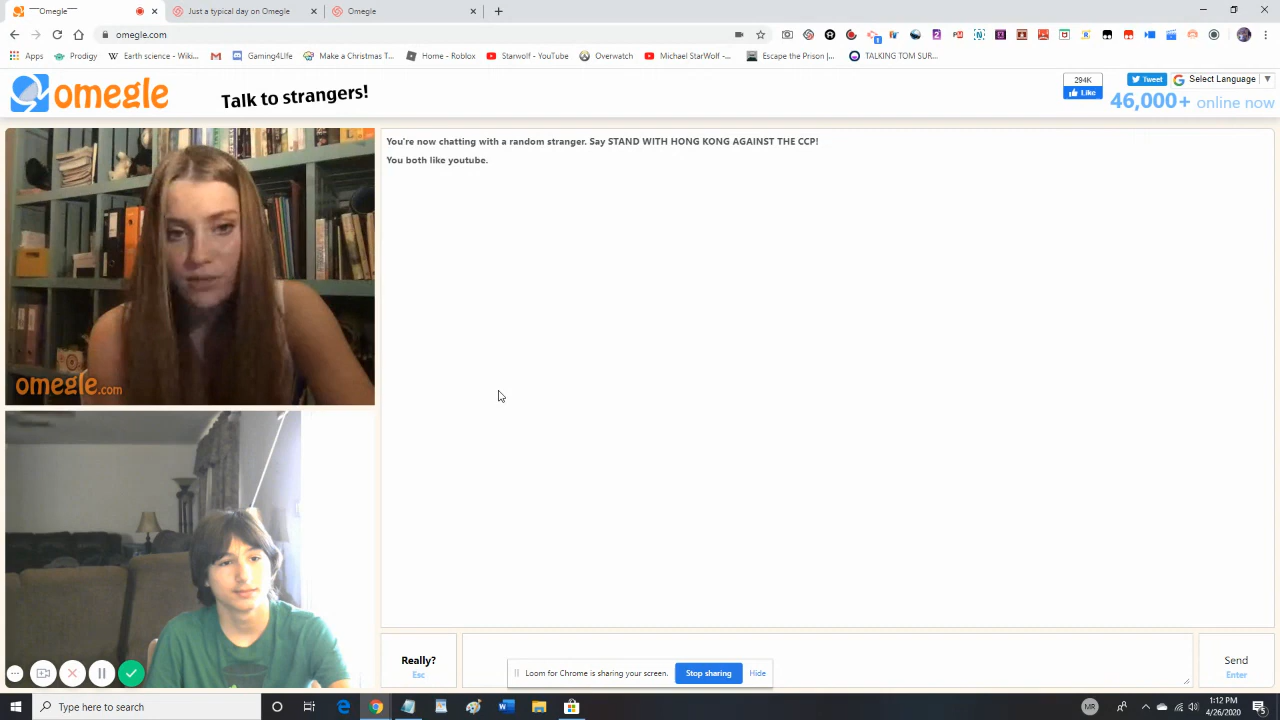 Omegle
Just a typical day on Omegle
Omegle
omegle.com
Apps
Prodigy
Earth science - Wiki...
Gaming4Life
Make a Christmas T...
Home - Roblox
Starwolf - YouTube
Overwatch
Michael StarWolf -...
Escape the Prison |...
TALKING TOM SUR...
omegle
Talk to strangers!
294K
Like
Tweet
Select Language
46,000+ online now
You're now chatting with a random stranger. Say STAND WITH HONG KONG AGAINST THE CCP!
You both like youtube.
omegle.com
Really?
Esc
Loom for Chrome is sharing your screen.
Stop sharing
Hide
Send
Enter
Type here to search
MR
1:12 PM
4/26/2020